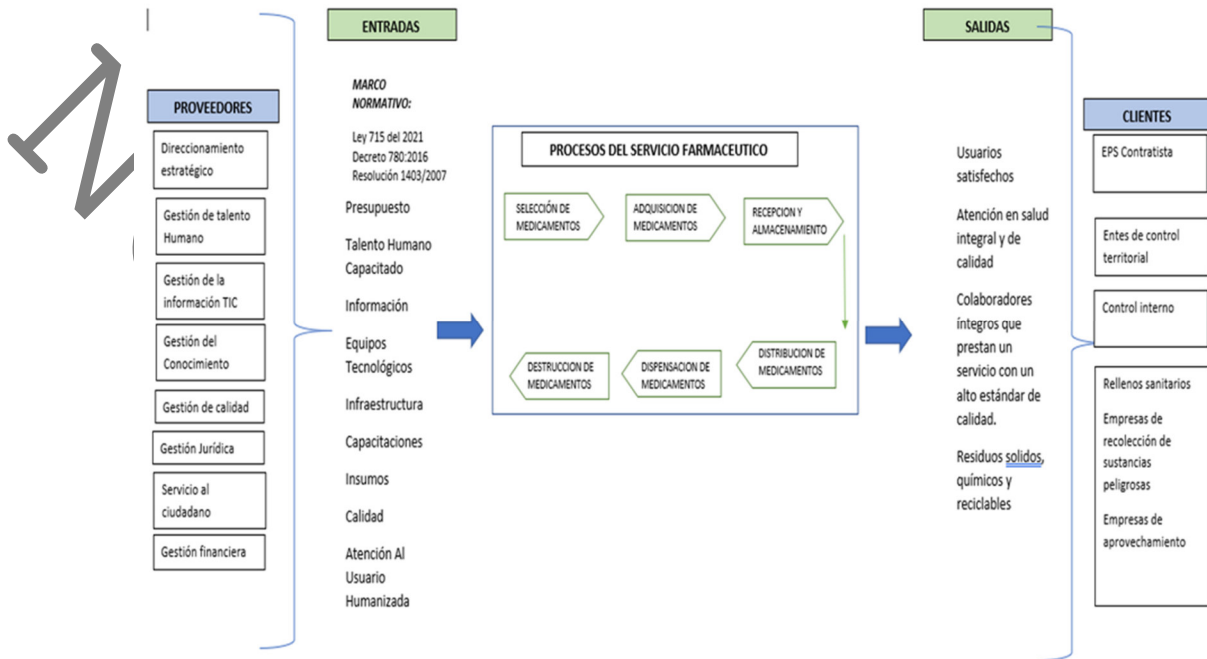 ENTRADAS
SALIDAS
PROVEEDORES
Direccionamiento
estratégico
Gestión de talento
Humano
Gestión de la
información TIC
Gestión del
Conocimiento
Gestión de calidad
Gestión Jurídica
Servicio al
ciudadano
Gestión financiera
MARCO
NORMATIVO:
Ley 715 del 2021
Decreto 780:2016
Resolución 1403/2007
Presupuesto
Talento Humano
Capacitado
Información
Equipos
Tecnológicos
Infraestructura
Capacitaciones
Insumos
Calidad
Atención Al
Usuario
Humanizada
PROCESOS DEL SERVICIO FARMACEUTICO
SELECCIÓN DE
MEDICAMENTOS
ADQUISICION DE
MEDICAMENTOS
RECEPCION Y
ALMACENAMIENTO
DESTRUCCION DE
MEDICAMENTOS
DISPENSACION DE
MEDICAMENTOS
DISTRIBUCION DE
MEDICAMENTOS
Usuarios
satisfechos
Atención en salud
integral y de
calidad
Colaboradores
íntegros que
prestan un
servicio con un
alto estándar de
calidad.
Residuos solidos,
químicos y
reciclables
CLIENTES
EPS Contratista
Entes de control
territorial
Control interno
Rellenos sanitarios
Empresas de
recolección de
sustancias
peligrosas
Empresas de
aprovechamiento